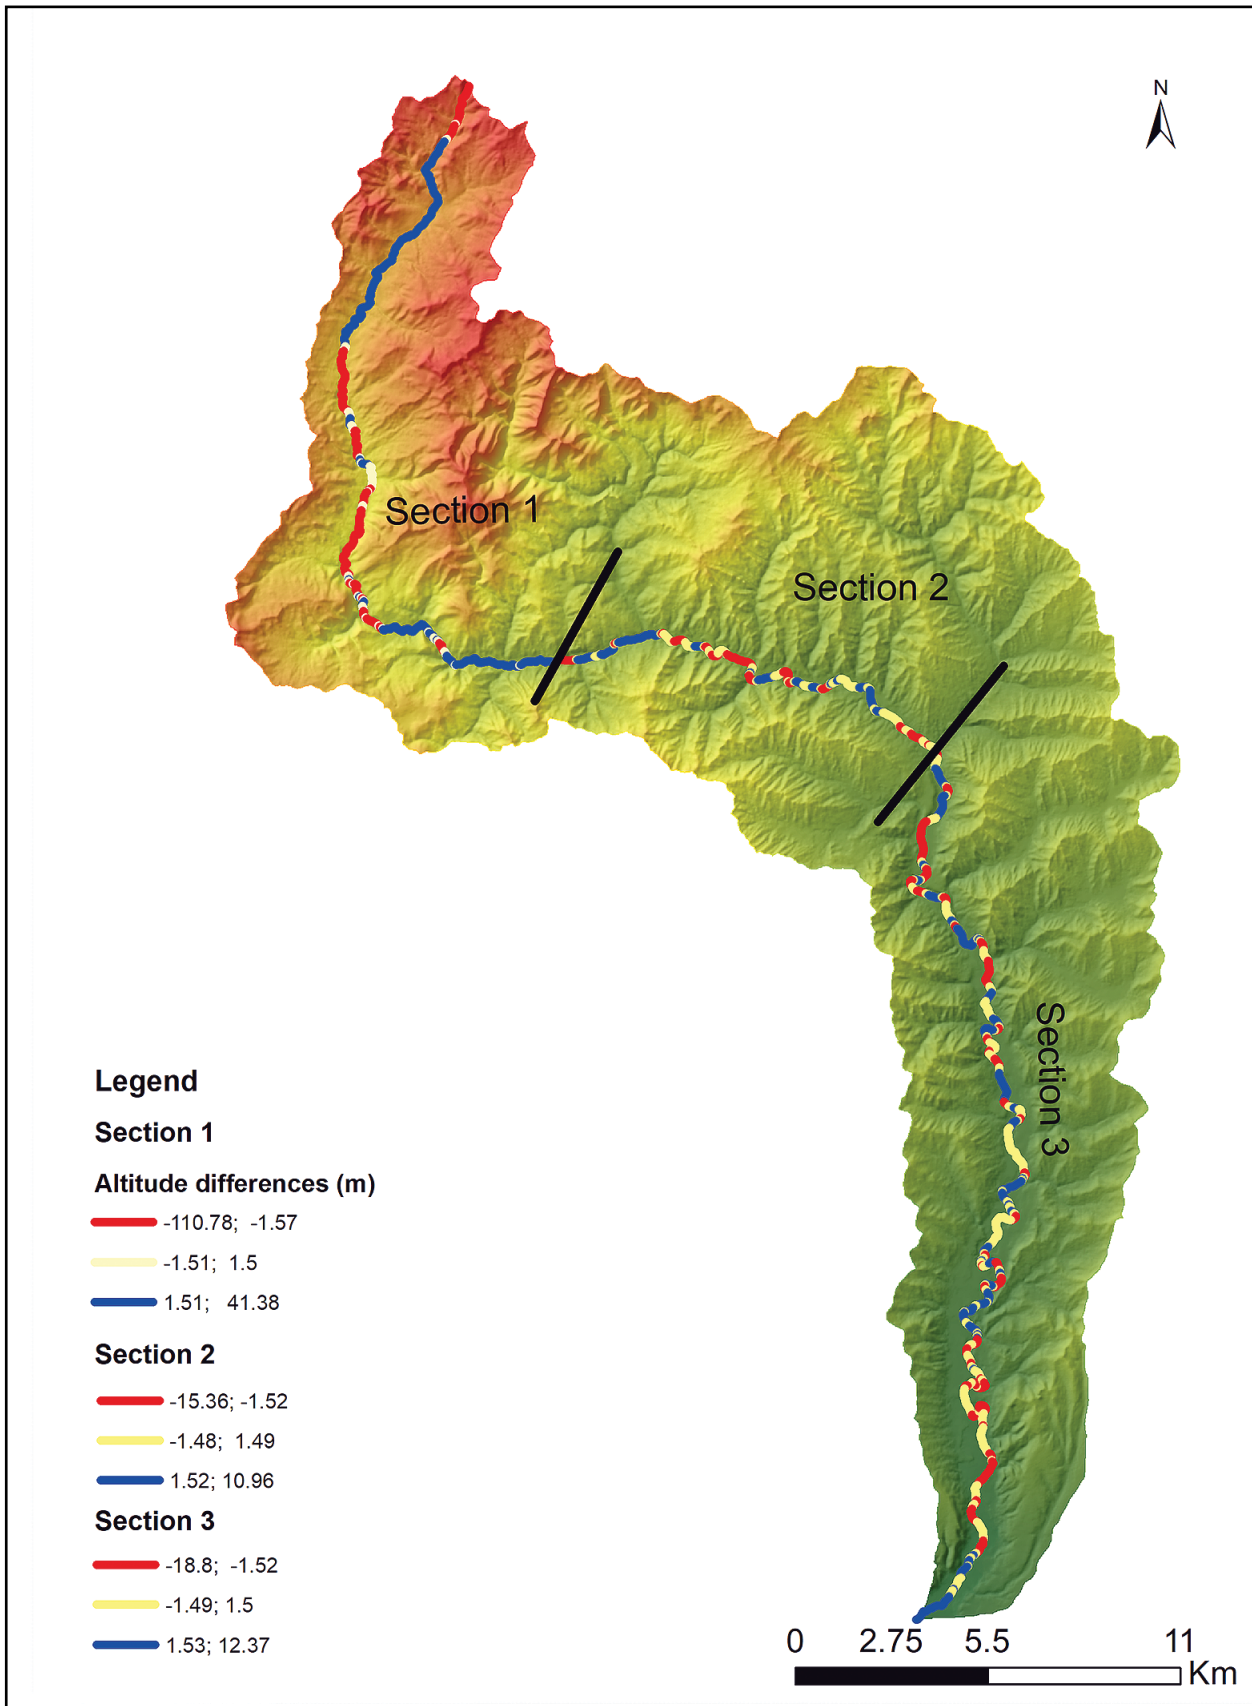 N
Section 1
Section 2
Section 3
Legend
Section 1
Altitude differences (m)
-110.78; -1.57
-1.51; 1.5
1.51; 41.38
Section 2
-15.36; -1.52
-1.48; 1.49
1.52; 10.96
Section 3
-18.8; -1.52
-1.49; 1.5
1.53; 12.37
0 2.75 5.5 11
Km